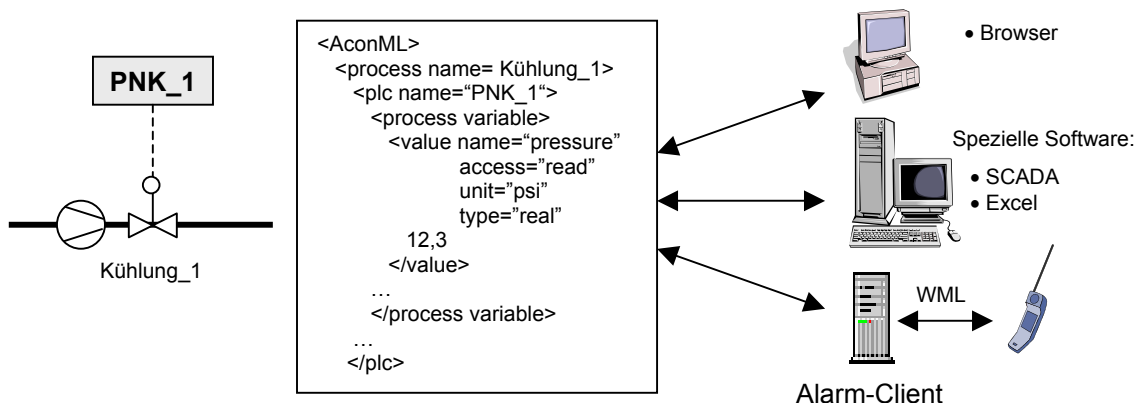 PNK_1
Kühlung_1
<AconML>
<process name= Kühlung_1>
<plc name=“PNK_1“>
<process variable>
<value name=”pressure”
access=”read”
unit=”psi”
type=”real”
12,3
</value>
…
</process variable>
…
</plc>
• Browser
Spezielle Software:
• SCADA
• Excel
WML
Alarm-Client